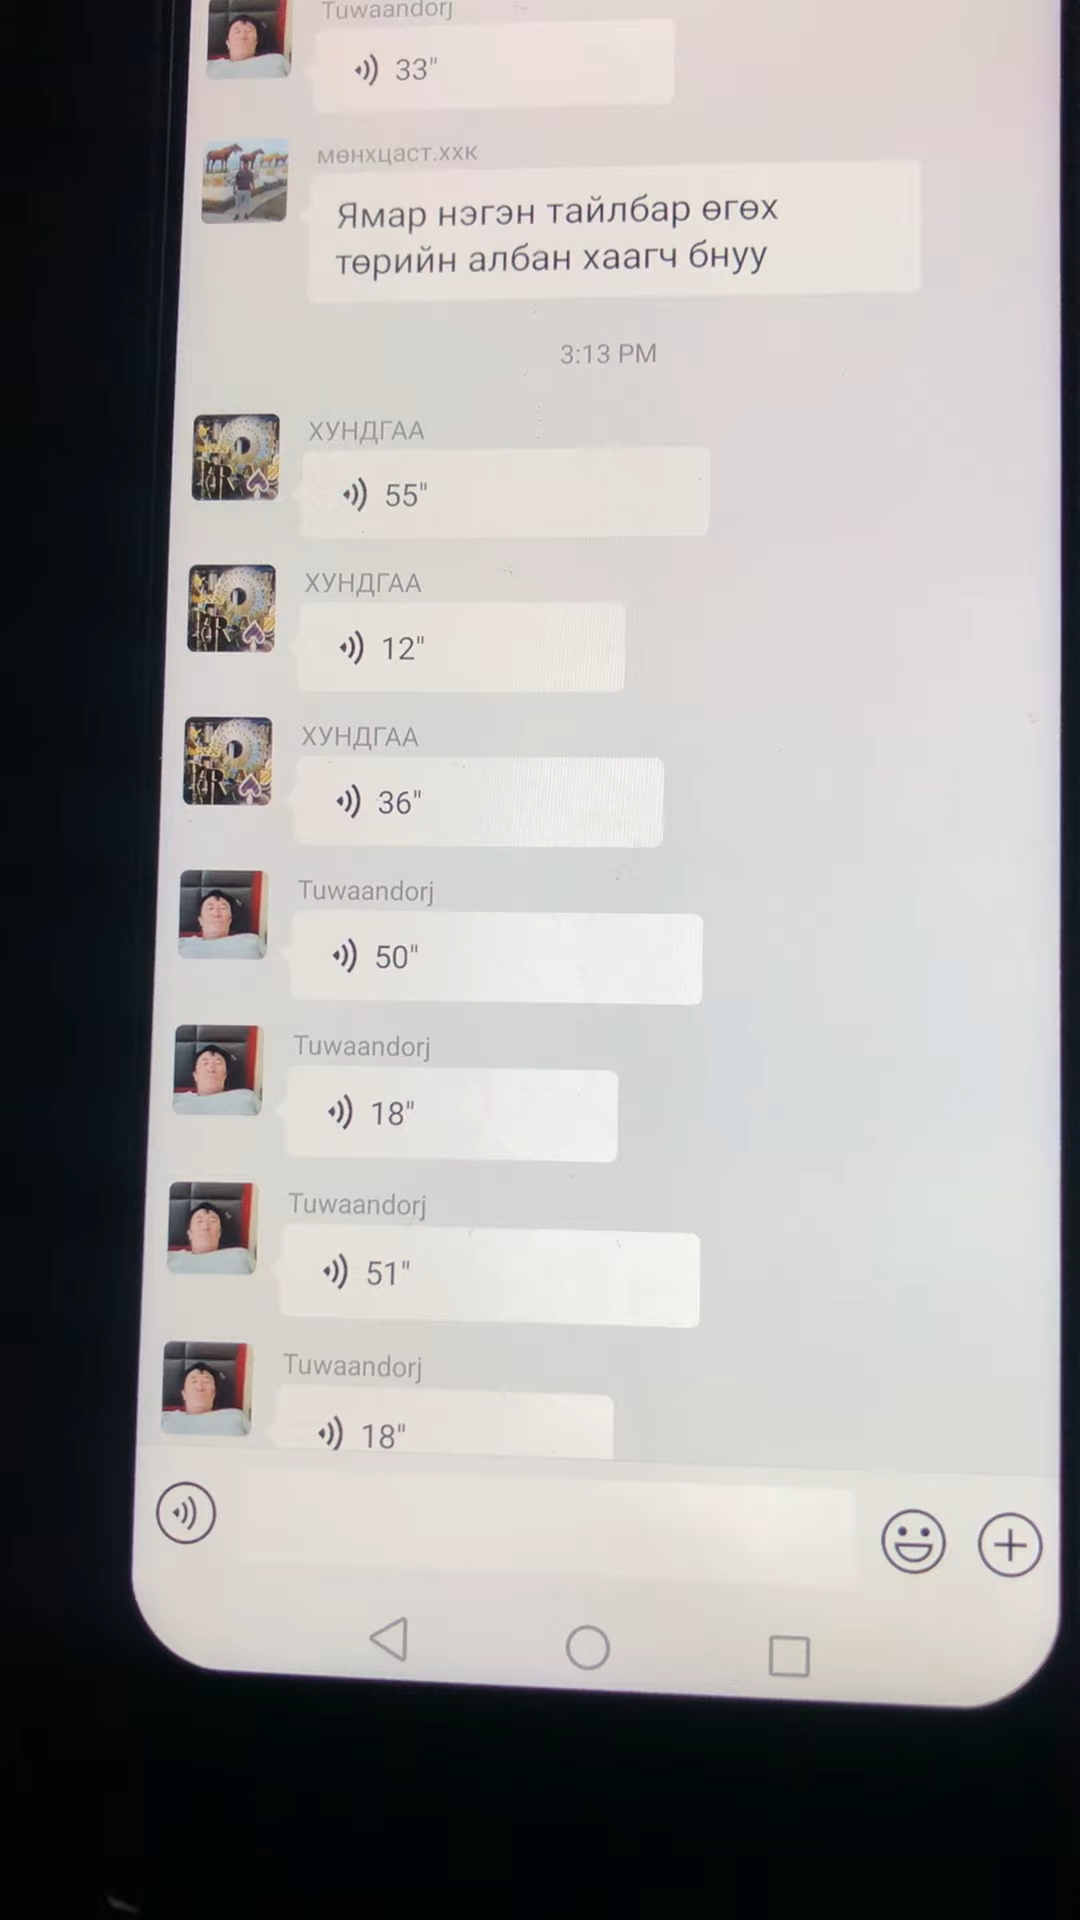 Tuwaandorj
33"
мөнхцаст.ххк
Ямар нэгэн тайлбар өгөх
төрийн албан хаагч бнуу
3:13 PM
ХУНДГАА
55"
ХУНДГАА
12"
ХУНДГАА
36"
Tuwaandorj
50"
Tuwaandorj
18"
Tuwaandorj
51"
Tuwaandorj
18"